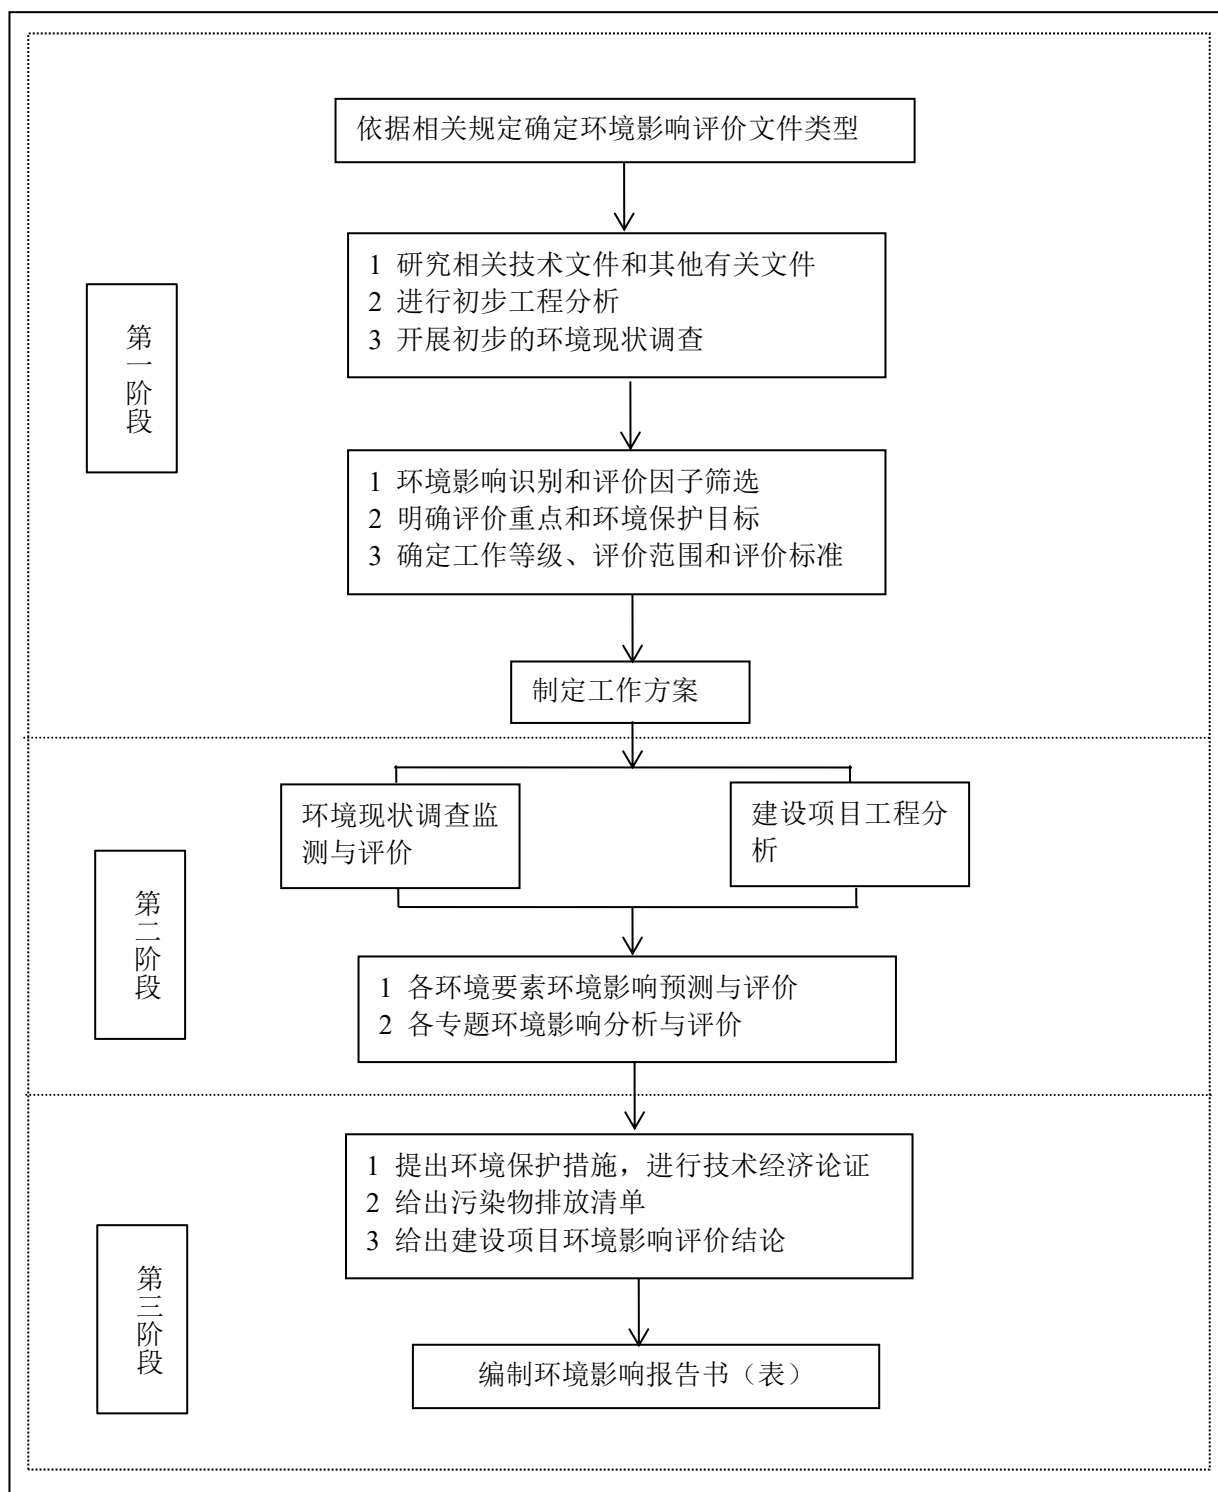 依据相关规定确定环境影响评价文件类型
1 研究相关技术文件和其他有关文件
2 进行初步工程分析
3 开展初步的环境现状调查
第一阶段
1 环境影响识别和评价因子筛选
2 明确评价重点和环境保护目标
3 确定工作等级、评价范围和评价标准
制定工作方案
环境现状调查监
测与评价
建设项目工程分
析
第二阶段
1 各环境要素环境影响预测与评价
2 各专题环境影响分析与评价
1 提出环境保护措施，进行技术经济论证
2 给出污染物排放清单
3 给出建设项目环境影响评价结论
第三阶段
编制环境影响报告书（表）